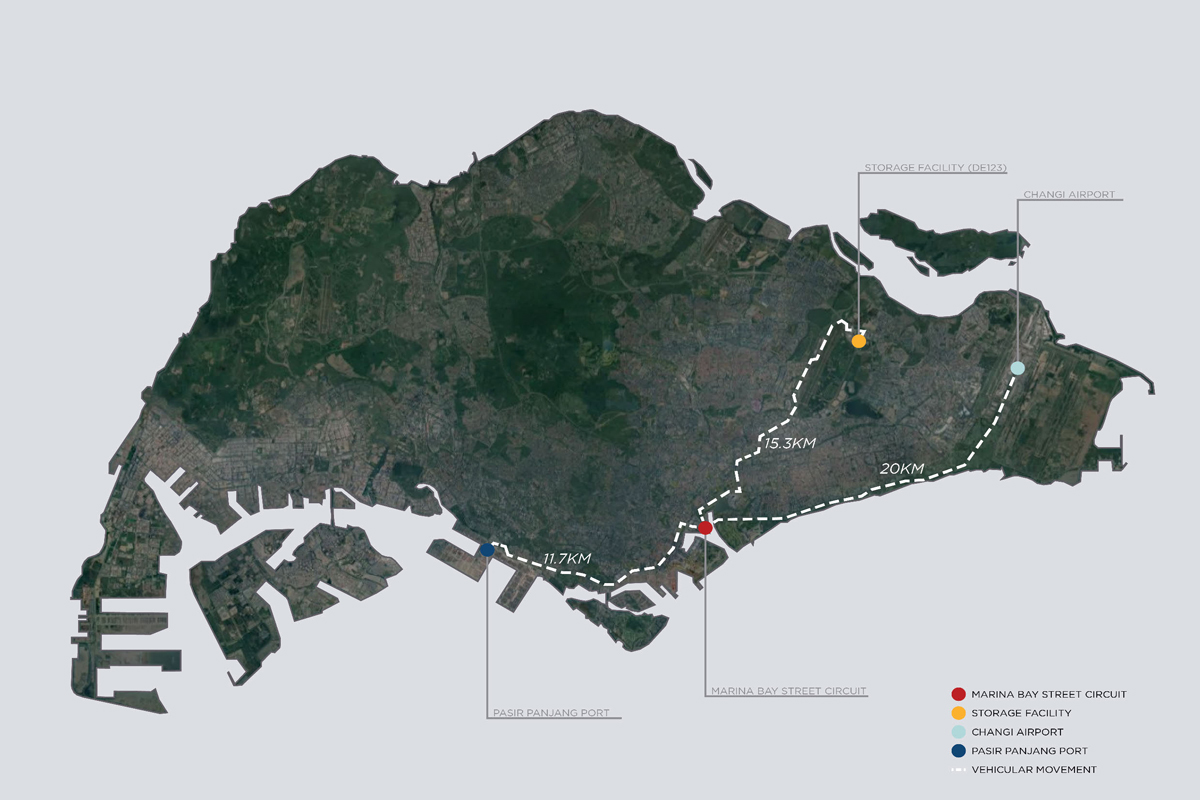 STORAGE FACILITY (DE123)
CHANGI AIRPORT
15.3KM
20KM
11.7KM
MARINA BAY STREET CIRCUIT
PASIR PANJANG PORT
MARINA BAY STREET CIRCUIT
STORAGE FACILITY
CHANGI AIRPORT
PASIR PANJANG PORT
VEHICULAR MOVEMENT